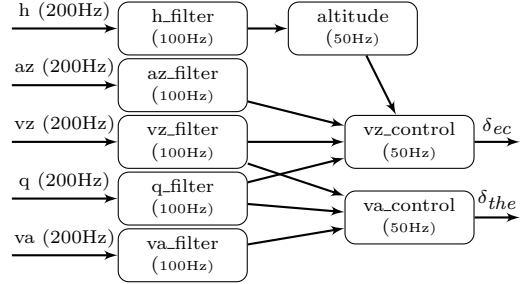 h (200Hz)
h_filter
(100Hz)
altitude
(50Hz)
az (200Hz)
az_filter
(100Hz)
vz (200Hz)
vz_filter
(100Hz)
vz_control
(50Hz)
δec
q (200Hz)
q_filter
(100Hz)
va_control
(50Hz)
δthe
va (200Hz)
va_filter
(100Hz)